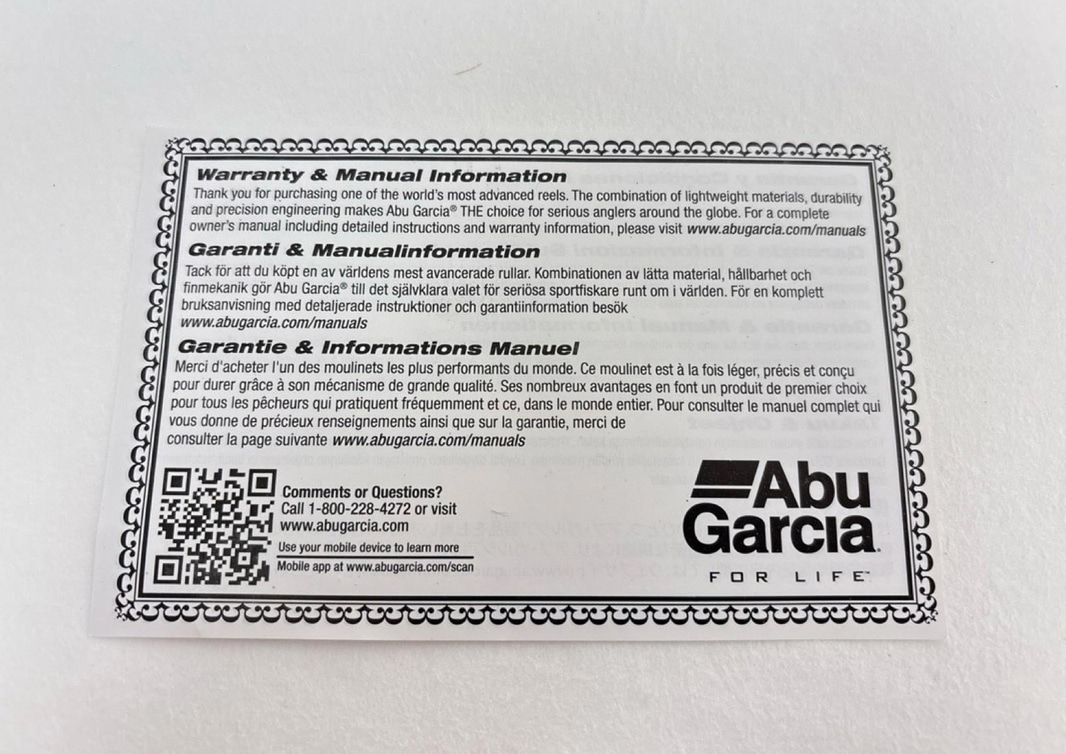 Warranty & Manual Information
Thank you for purchasing one of the world's most advanced reels. The combination of lightweight materials, durability
and precision engineering makes Abu Garcia® THE choice for serious anglers around the globe. For a complete
owner's manual including detailed instructions and warranty information, please visit www.abugarcia.com/manuals
Garanti & Manualinformation
Tack för att du köpt en av världens mest avancerade rullar. Kombinationen av lätta material, hållbarhet och
finmekanik gör Abu Garcia® till det självklara valet för seriösa sportfiskare runt om i världen. För en komplett
bruksanvisning med detaljerade instruktioner och garantiinformation besök
www.abugarcia.com/manuals
Garantie & Informations Manuel
Merci d'acheter l'un des moulinets les plus performants du monde. Ce moulinet est à la fois léger, précis et conçu
pour durer grâce à son mécanisme de grande qualité. Ses nombreux avantages en font un produit de premier choix
pour tous les pêcheurs qui pratiquent fréquemment et ce, dans le monde entier. Pour consulter le manuel complet qui
vous donne de précieux renseignements ainsi que sur la garantie, merci de
consulter la page suivante www.abugarcia.com/manuals
Comments or Questions?
Call 1-800-228-4272 or visit
www.abugarcia.com
Use your mobile device to learn more
Mobile app at www.abugarcia.com/scan
Abu
Garcia
FOR LIFE™